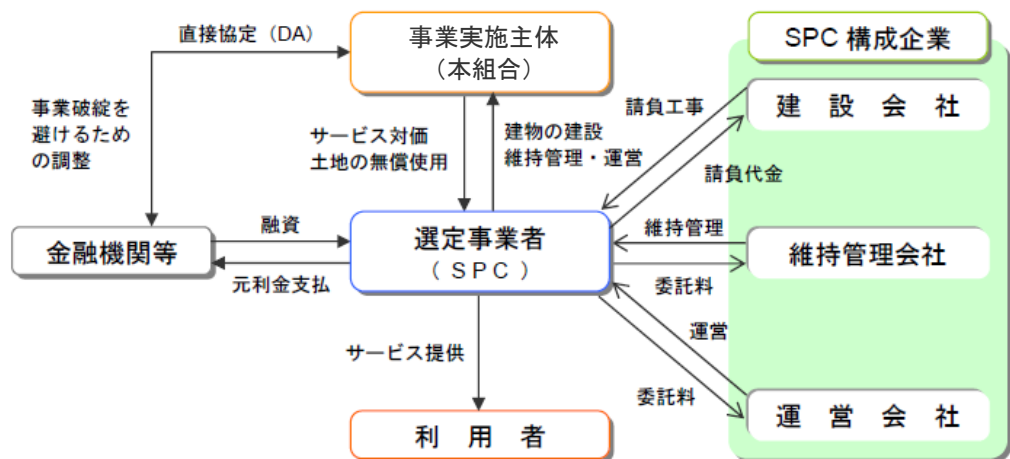 直接協定（DA）
事業実施主体
（本組合）
SPC 構成企業
事業破綻を
避けるため
の調整
サービス対価
土地の無償使用
建物の建設
維持管理・運営
請負工事
建　設　会　社
請負代金
金融機関等
融資
元利金支払
選定事業者
（ＳＰＣ）
維持管理
委託料
維持管理会社
サービス提供
運営
委託料
運　営　会　社
利　用　者